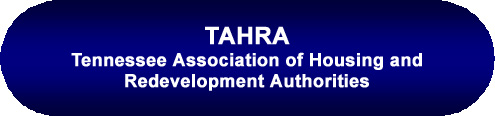 TAHRA
Tennessee Association of Housing and
Redevelopment Authorities